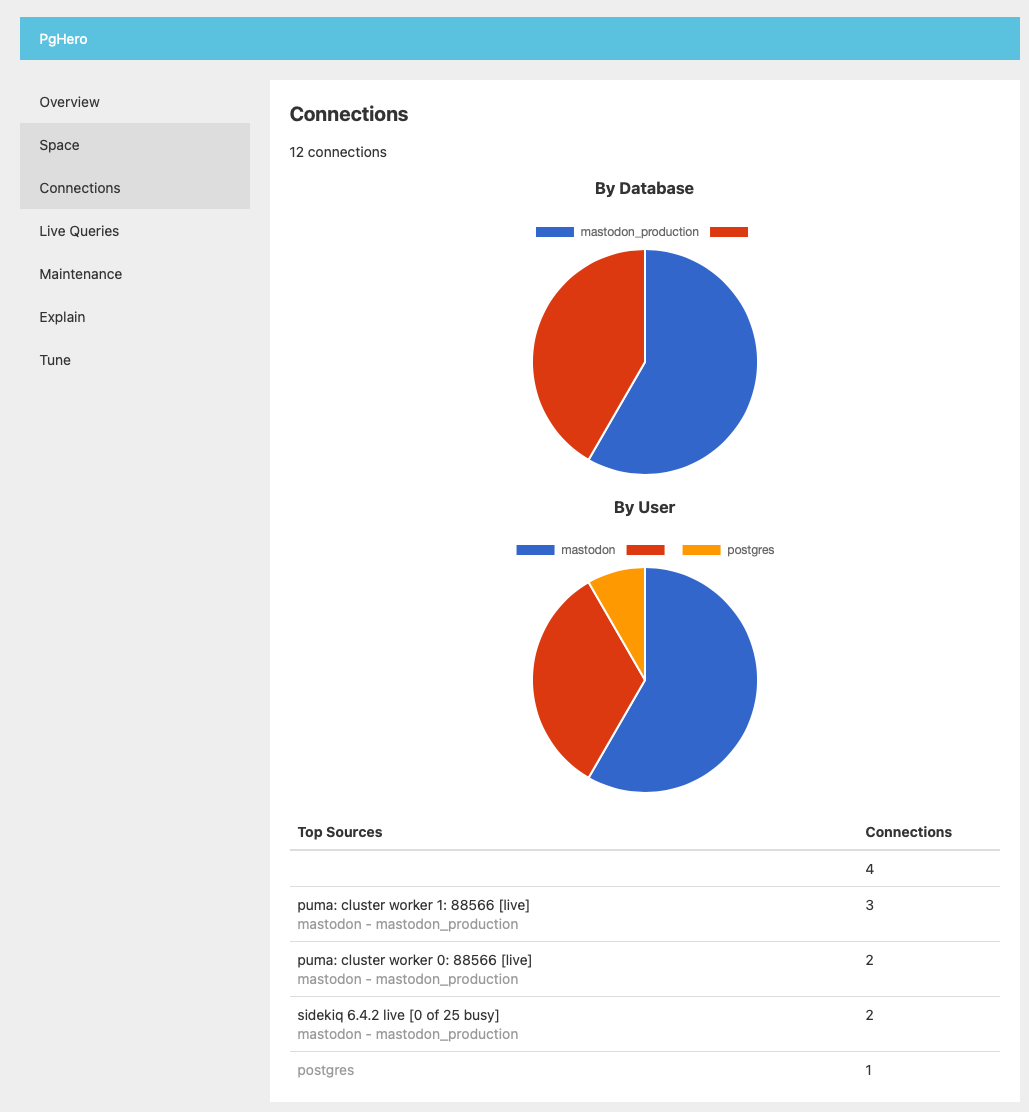 PgHero
Overview
Space
Connections
Live Queries
Maintenance
Explain
Tune
Connections
12 connections
By Database
mastodon_production
By User
mastodon postgres
Top Sources Connections
4
puma: cluster worker 1: 88566 [live] 3
mastodon - mastodon_production
puma: cluster worker 0: 88566 [live] 2
mastodon - mastodon_production
sidekiq 6.4.2 live [0 of 25 busy] 2
mastodon - mastodon_production
postgres 1